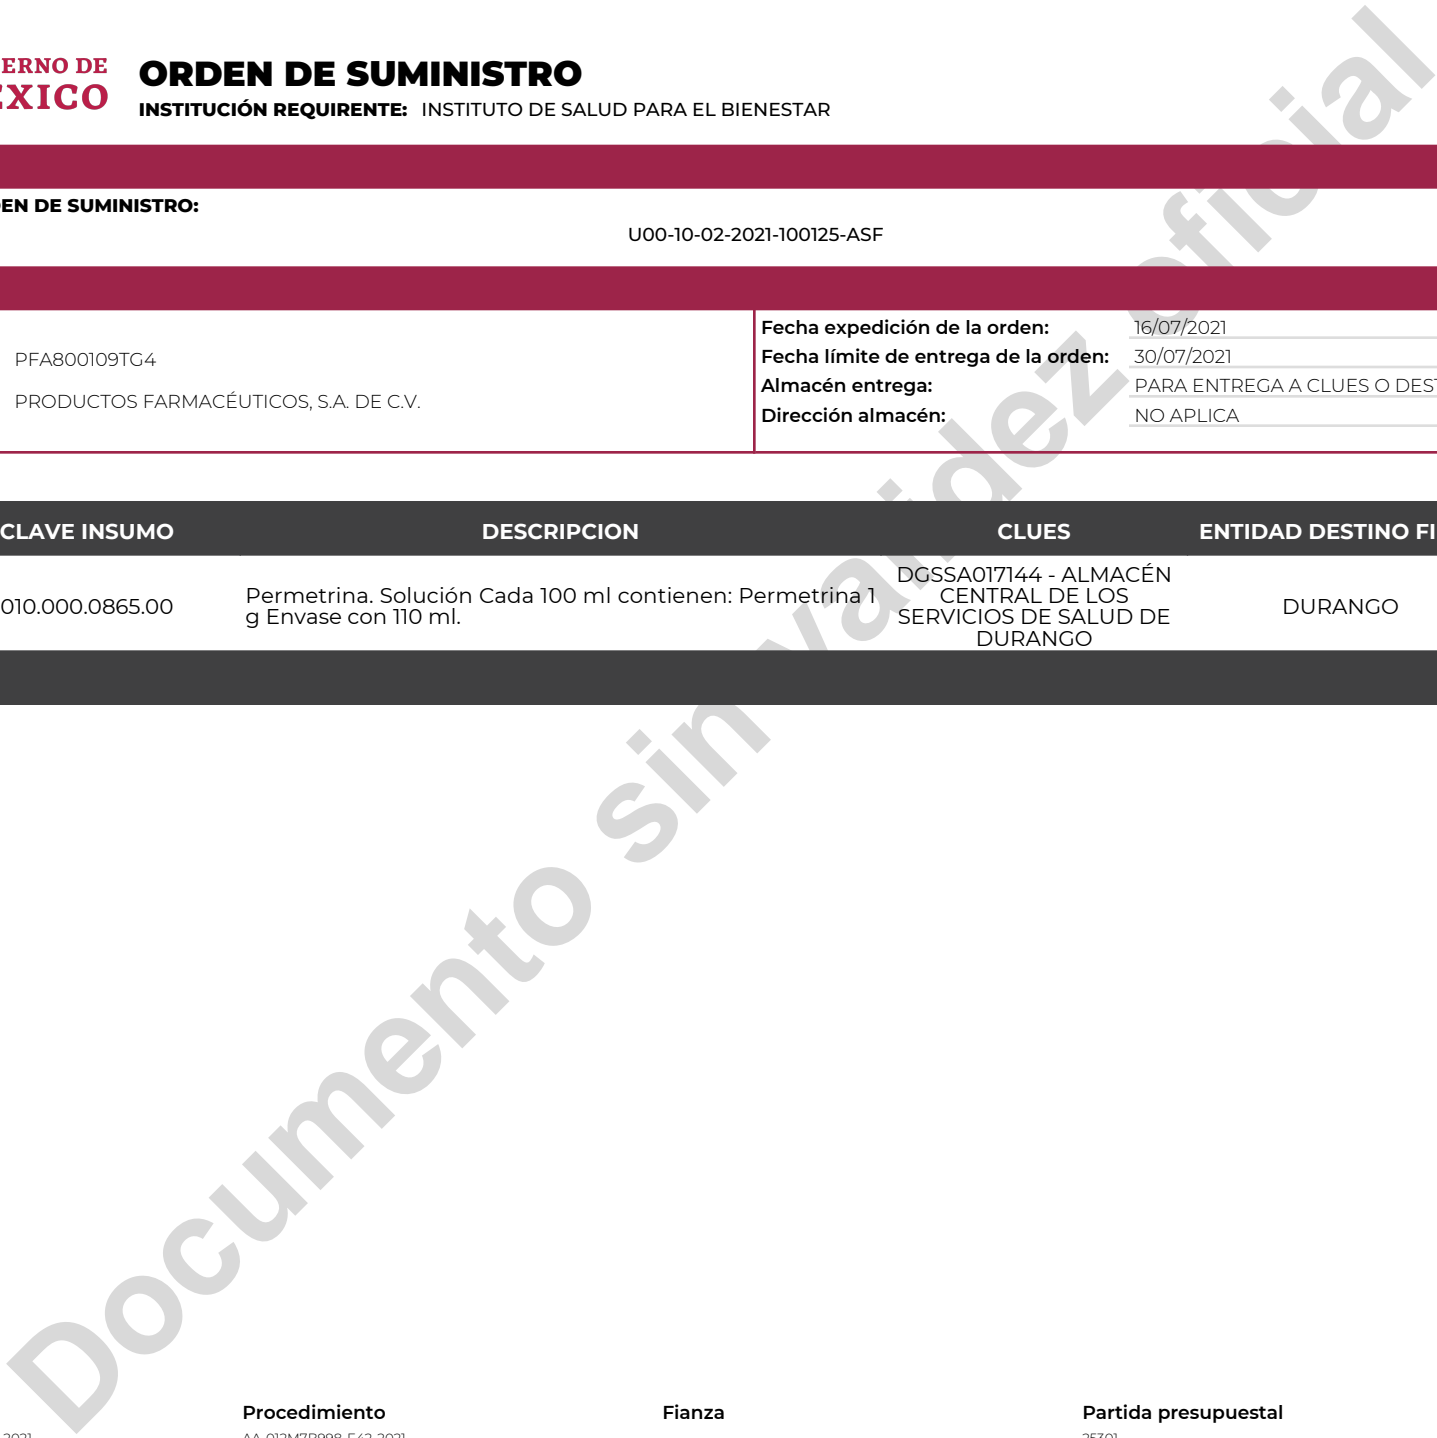 ERNO DE
ORDEN DE SUMINISTRO
EXICO
INSTITUCIÓN REQUIRENTE: INSTITUTO DE SALUD PARA EL BIENESTAR
EN DE SUMINISTRO:
U00-10-02-2021-100125-ASF
Fecha expedición de la orden: 16/07/2021
PFA800109TG4
Fecha límite de entrega de la orden: 30/07/2021
Almacén entrega: PARA ENTREGA A CLUES O DEST
PRODUCTOS FARMACÉUTICOS, S.A. DE C.V.
Dirección almacén: NO APLICA
CLAVE INSUMO DESCRIPCION CLUES ENTIDAD DESTINO FI
010.000.0865.00
Permetrina. Solución Cada 100 ml contienen: Permetrina 1
g Envase con 110 ml.
DGSSA017144 - ALMACÉN
CENTRAL DE LOS
SERVICIOS DE SALUD DE
DURANGO
DURANGO
Documento sin validez oficial
Procedimiento Fianza Partida presupuestal